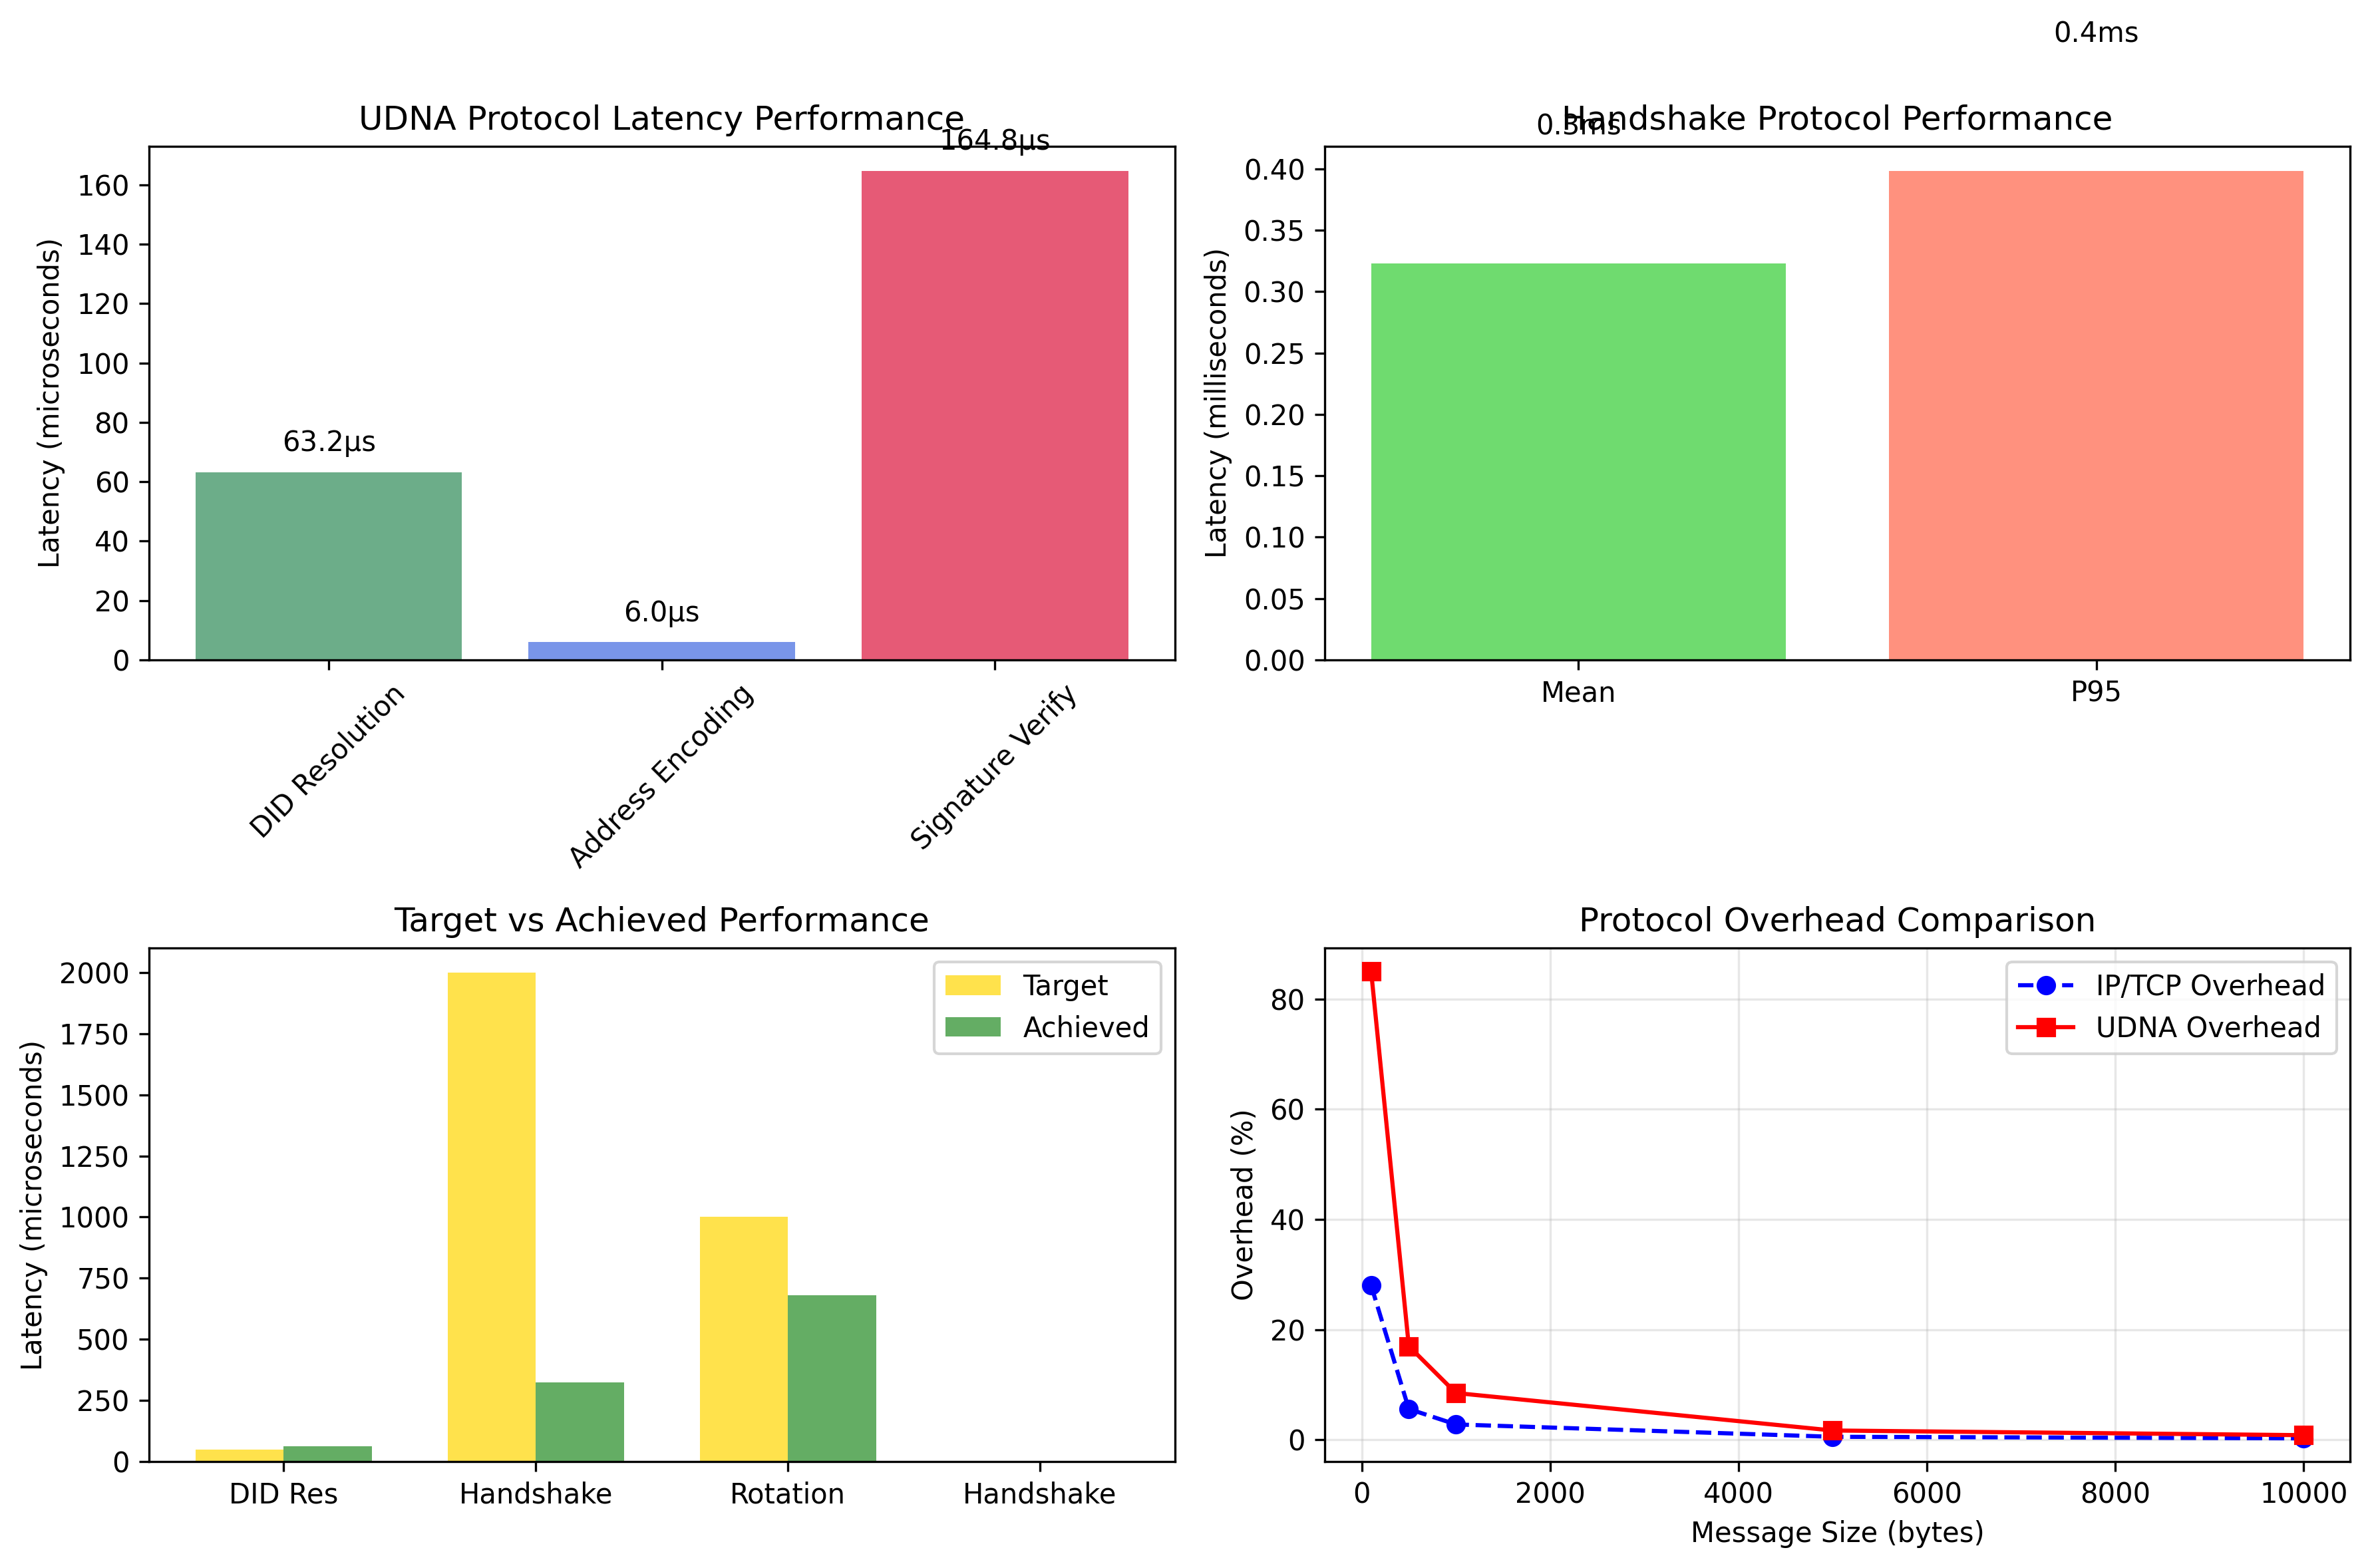 0.4ms
UDNA Protocol Latency Performance
164.8µs
63.2µs
6.0µs
Latency (microseconds)
160
140
120
100
80
60
40
20
0
DID Resolution
Address Encoding
Signature Verify
Handshake Protocol Performance
0.3ms
Latency (milliseconds)
0.40
0.35
0.30
0.25
0.20
0.15
0.10
0.05
0.00
Mean
P95
Target vs Achieved Performance
Latency (microseconds)
2000
1750
1500
1250
1000
750
500
250
0
Target
Achieved
DID Res
Handshake
Rotation
Handshake
Protocol Overhead Comparison
Overhead (%)
80
60
40
20
0
IP/TCP Overhead
UDNA Overhead
0
2000
4000
6000
8000
10000
Message Size (bytes)